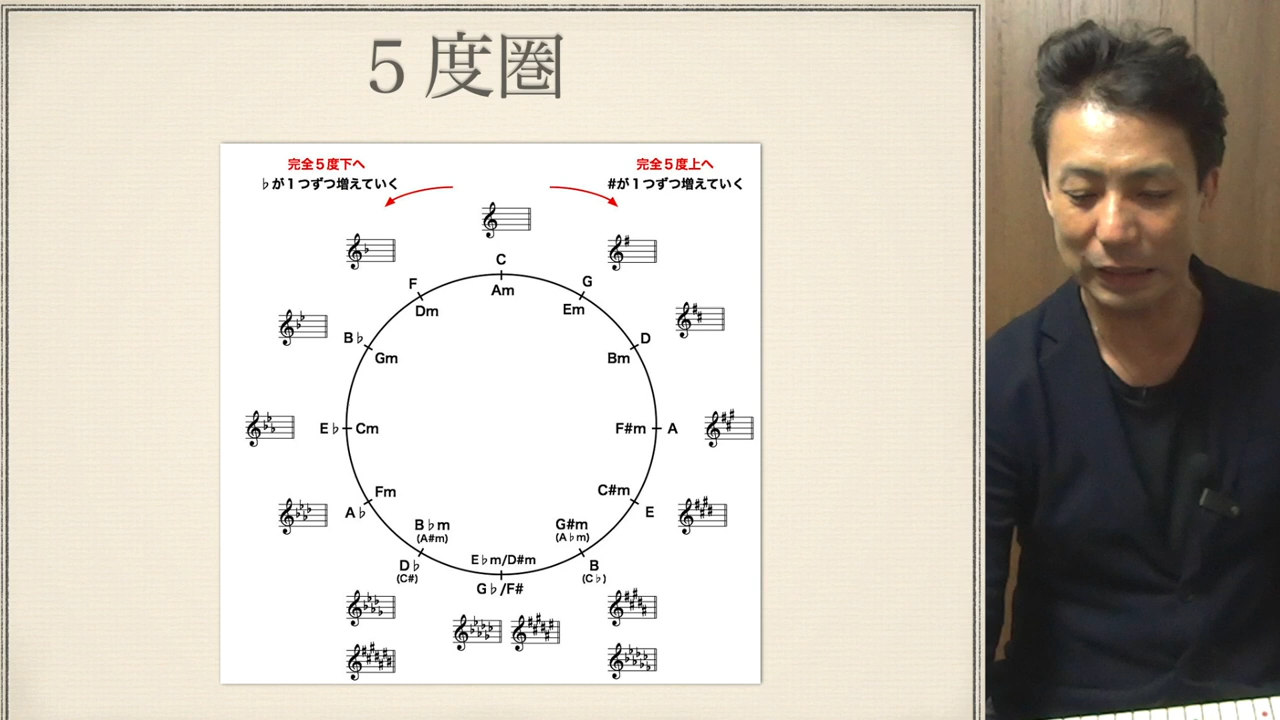 5度圏
完全5度下へ
♭が1つずつ増えていく
完全5度上へ
#が1つずつ増えていく
C
Am
F
Dm
G
Em
B♭
Gm
D
Bm
E♭
Cm
F#m
A
Fm
A♭
C#m
E
B♭m
(A#m)
D♭
(C#)
G#m
(A♭m)
B
(C♭)
E♭m/D#m
G♭/F#